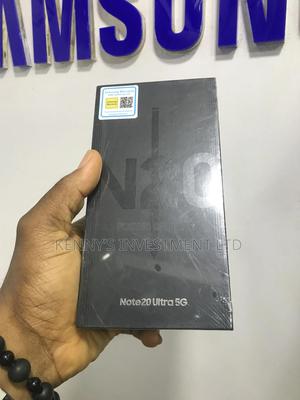 AMSUN
N20
KENNY'S INVESTMENT LTD
Note20 Ultra 5G